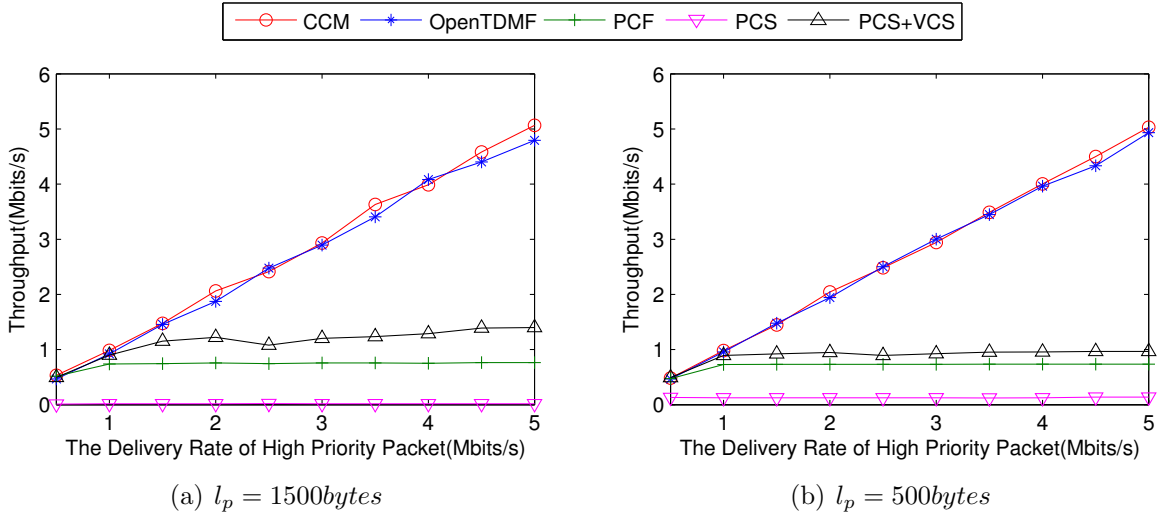 CCM OpenTDMF PCF PCS PCS+VCS
6
5
4
3
2
1
0
Throughput(Mbits/s)
1 2 3 4 5
The Delivery Rate of High Priority Packet(Mbits/s)
(a) l_p = 1500bytes
6
5
4
3
2
1
0
Throughput(Mbits/s)
1 2 3 4 5
The Delivery Rate of High Priority Packet(Mbits/s)
(b) l_p = 500bytes